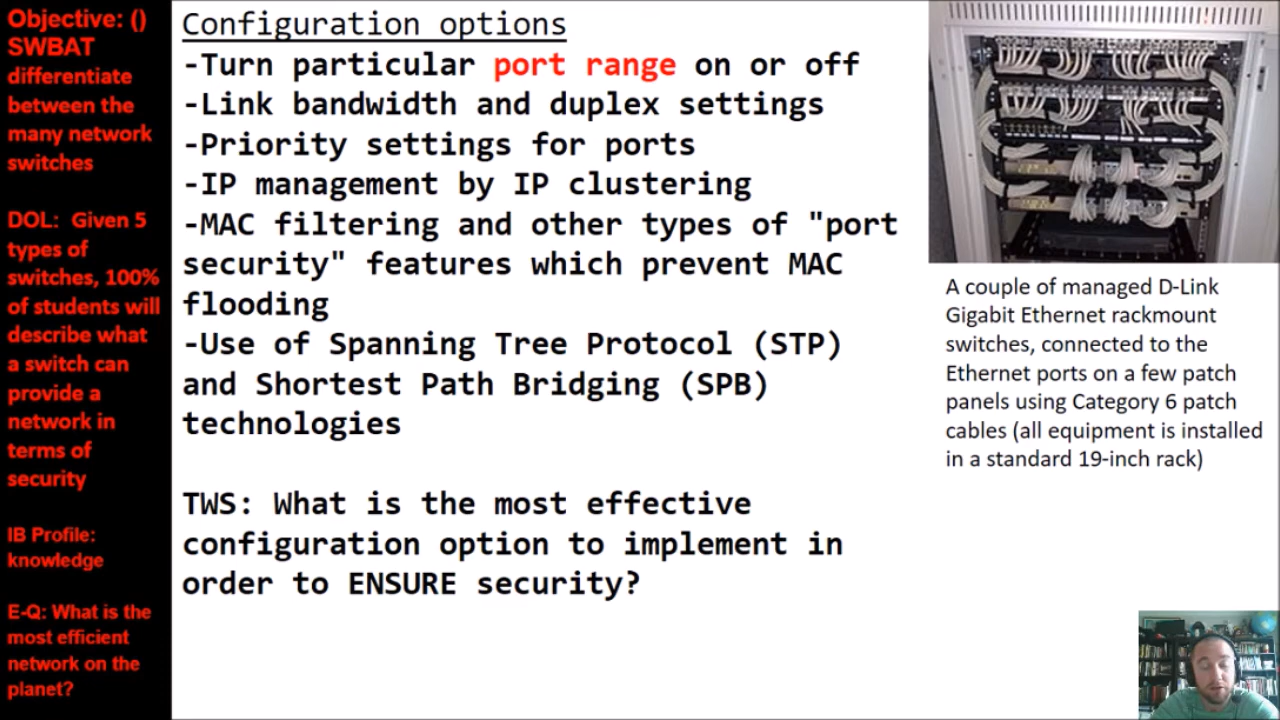 Objective: ()
SWBAT
differentiate
between the
many network
switches
DOL: Given 5
types of
switches, 100%
of students will
describe what
a switch can
provide a
network in
terms of
security
IB Profile:
knowledge
E-Q: What is the
most efficient
network on the
planet?
Configuration options
-Turn particular port range on or off
-Link bandwidth and duplex settings
-Priority settings for ports
-IP management by IP clustering
-MAC filtering and other types of "port
security" features which prevent MAC
flooding
-Use of Spanning Tree Protocol (STP)
and Shortest Path Bridging (SPB)
technologies
TWS: What is the most effective
configuration option to implement in
order to ENSURE security?
A couple of managed D-Link
Gigabit Ethernet rackmount
switches, connected to the
Ethernet ports on a few patch
panels using Category 6 patch
cables (all equipment is installed
in a standard 19-inch rack)